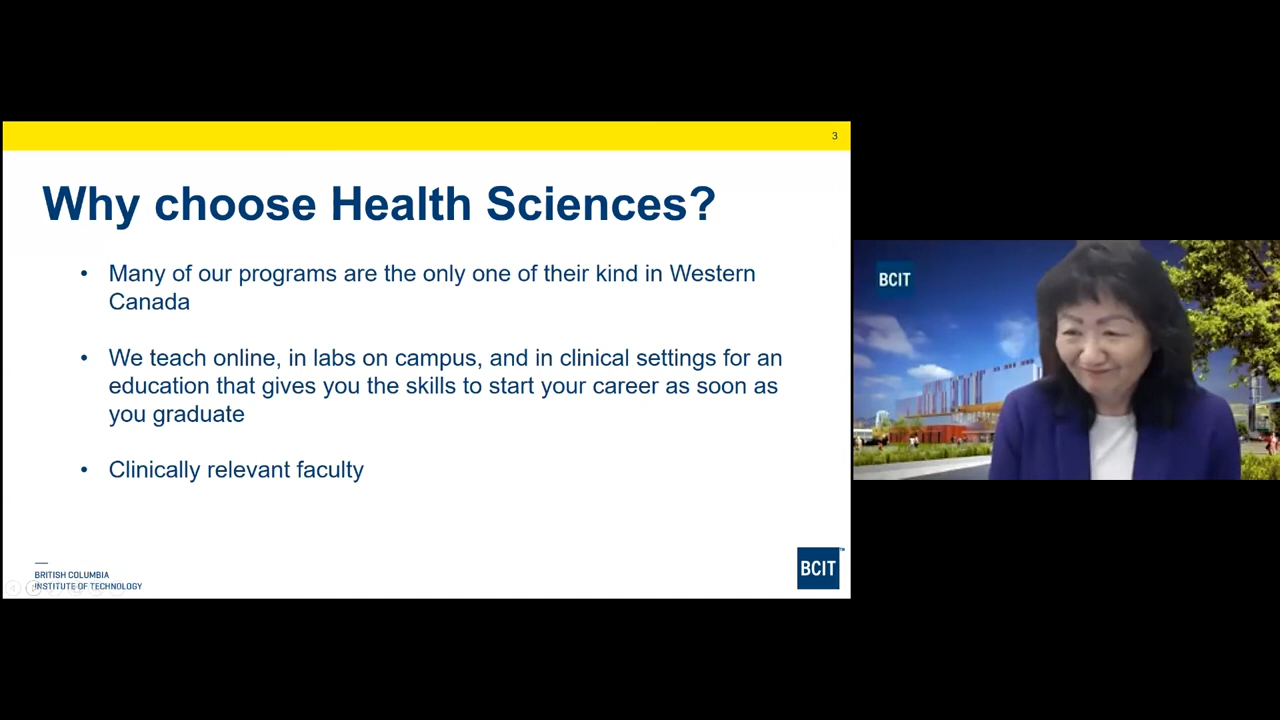 3
Why choose Health Sciences?
• Many of our programs are the only one of their kind in Western
Canada
• We teach online, in labs on campus, and in clinical settings for an
education that gives you the skills to start your career as soon as
you graduate
• Clinically relevant faculty
BRITISH COLUMBIA
INSTITUTE OF TECHNOLOGY
BCIT™
BCIT